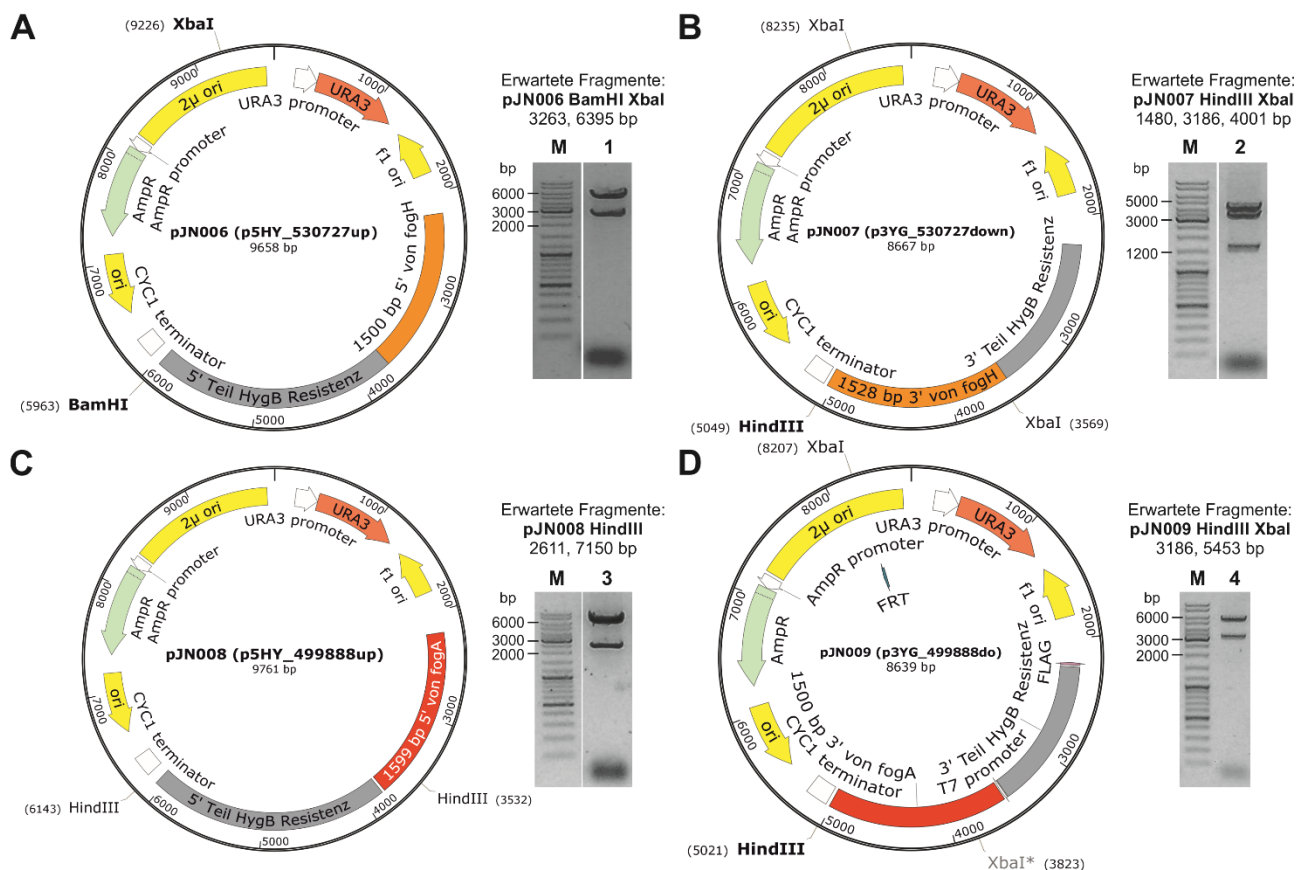 A
(9226) XbaI
9000
1000
2000
3000
4000
5000
6000
7000
8000
2µ ori
URA3 promoter
URA3
f1 ori
AmpR promoter
AmpR
AmpR
ori
CYC1 terminator
pJN006 (p5HY_530727up)
9658 bp
1500 bp 5' von fogH
5' Teil HygB Resistenz
(5963) BamHI
Erwartete Fragmente:
pJN006 BamHI XbaI
3263, 6395 bp
M 1
bp
6000
3000
2000
B
(8235) XbaI
8000
1000
2000
3000
4000
5000
6000
7000
2µ ori
URA3 promoter
URA3
f1 ori
AmpR promoter
AmpR
AmpR
ori
CYC1 terminator
pJN007 (p3YG_530727down)
8667 bp
3' Teil HygB Resistenz
1528 bp 3' von fogH
(5049) HindIII
XbaI (3569)
Erwartete Fragmente:
pJN007 HindIII XbaI
1480, 3186, 4001 bp
M 2
bp
5000
3000
1200
C
9000
1000
2000
3000
4000
5000
6000
7000
8000
2µ ori
URA3 promoter
URA3
f1 ori
AmpR promoter
AmpR
AmpR
ori
CYC1 terminator
pJN008 (p5HY_499888up)
9761 bp
1599 bp 5' von fogA
5' Teil HygB Resistenz
(6143) HindIII
HindIII (3532)
Erwartete Fragmente:
pJN008 HindIII
2611, 7150 bp
M 3
bp
6000
3000
2000
D
(8207) XbaI
8000
1000
2000
3000
4000
5000
6000
7000
2µ ori
URA3 promoter
URA3
f1 ori
AmpR promoter
AmpR
FRT
ori
CYC1 terminator
pJN009 (p3YG_499888do)
8639 bp
1500 bp 3' von fogA
3' Teil HygB Resistenz
FLAG
T7 promoter
(5021) HindIII
XbaI* (3823)
Erwartete Fragmente:
pJN009 HindIII XbaI
3186, 5453 bp
M 4
bp
6000
3000
2000